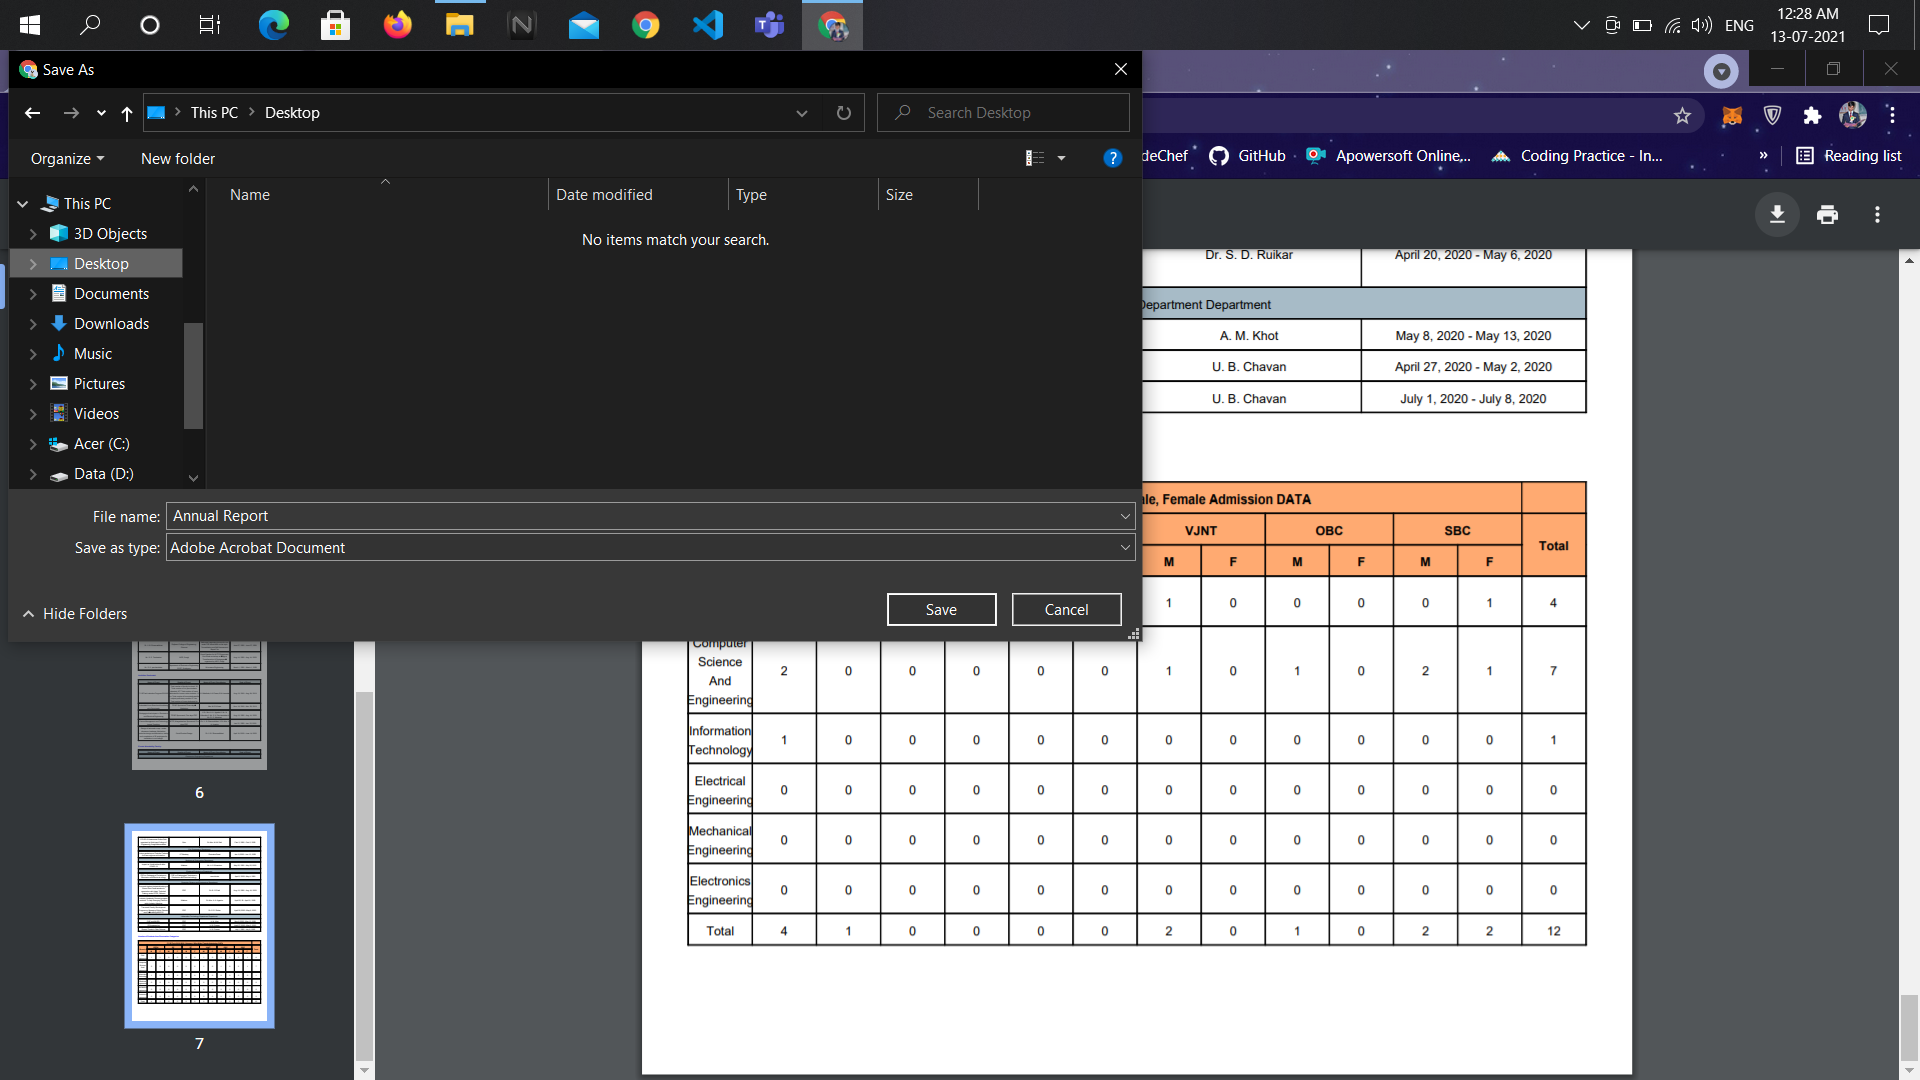 ENG
12:28 AM
13-07-2021
Save As
This PC
Desktop
Search Desktop
Organize
New folder
deChef
GitHub
Apowersoft Online,...
Coding Practice - In...
»
Reading list
Name
Date modified
Type
Size
No items match your search.
This PC
3D Objects
Desktop
Documents
Downloads
Music
Pictures
Videos
Acer (C:)
Data (D:)
File name: Annual Report
Save as type: Adobe Acrobat Document
Hide Folders
Save
Cancel
Dr. S. D. Ruikar April 20, 2020 - May 6, 2020
Department Department
A. M. Khot May 8, 2020 - May 13, 2020
U. B. Chavan April 27, 2020 - May 2, 2020
U. B. Chavan July 1, 2020 - July 8, 2020
le, Female Admission DATA
VJNT OBC SBC Total
M F M F M F
1 0 0 0 0 1 4
Computer
Science
And
Engineering
2 0 0 0 0 0 1 0 1 0 2 1 7
Information
Technology
1 0 0 0 0 0 0 0 0 0 0 0 1
Electrical
Engineering
0 0 0 0 0 0 0 0 0 0 0 0 0
Mechanical
Engineering
0 0 0 0 0 0 0 0 0 0 0 0 0
Electronics
Engineering
0 0 0 0 0 0 0 0 0 0 0 0 0
Total 4 1 0 0 0 0 2 0 1 0 2 2 12
6
7